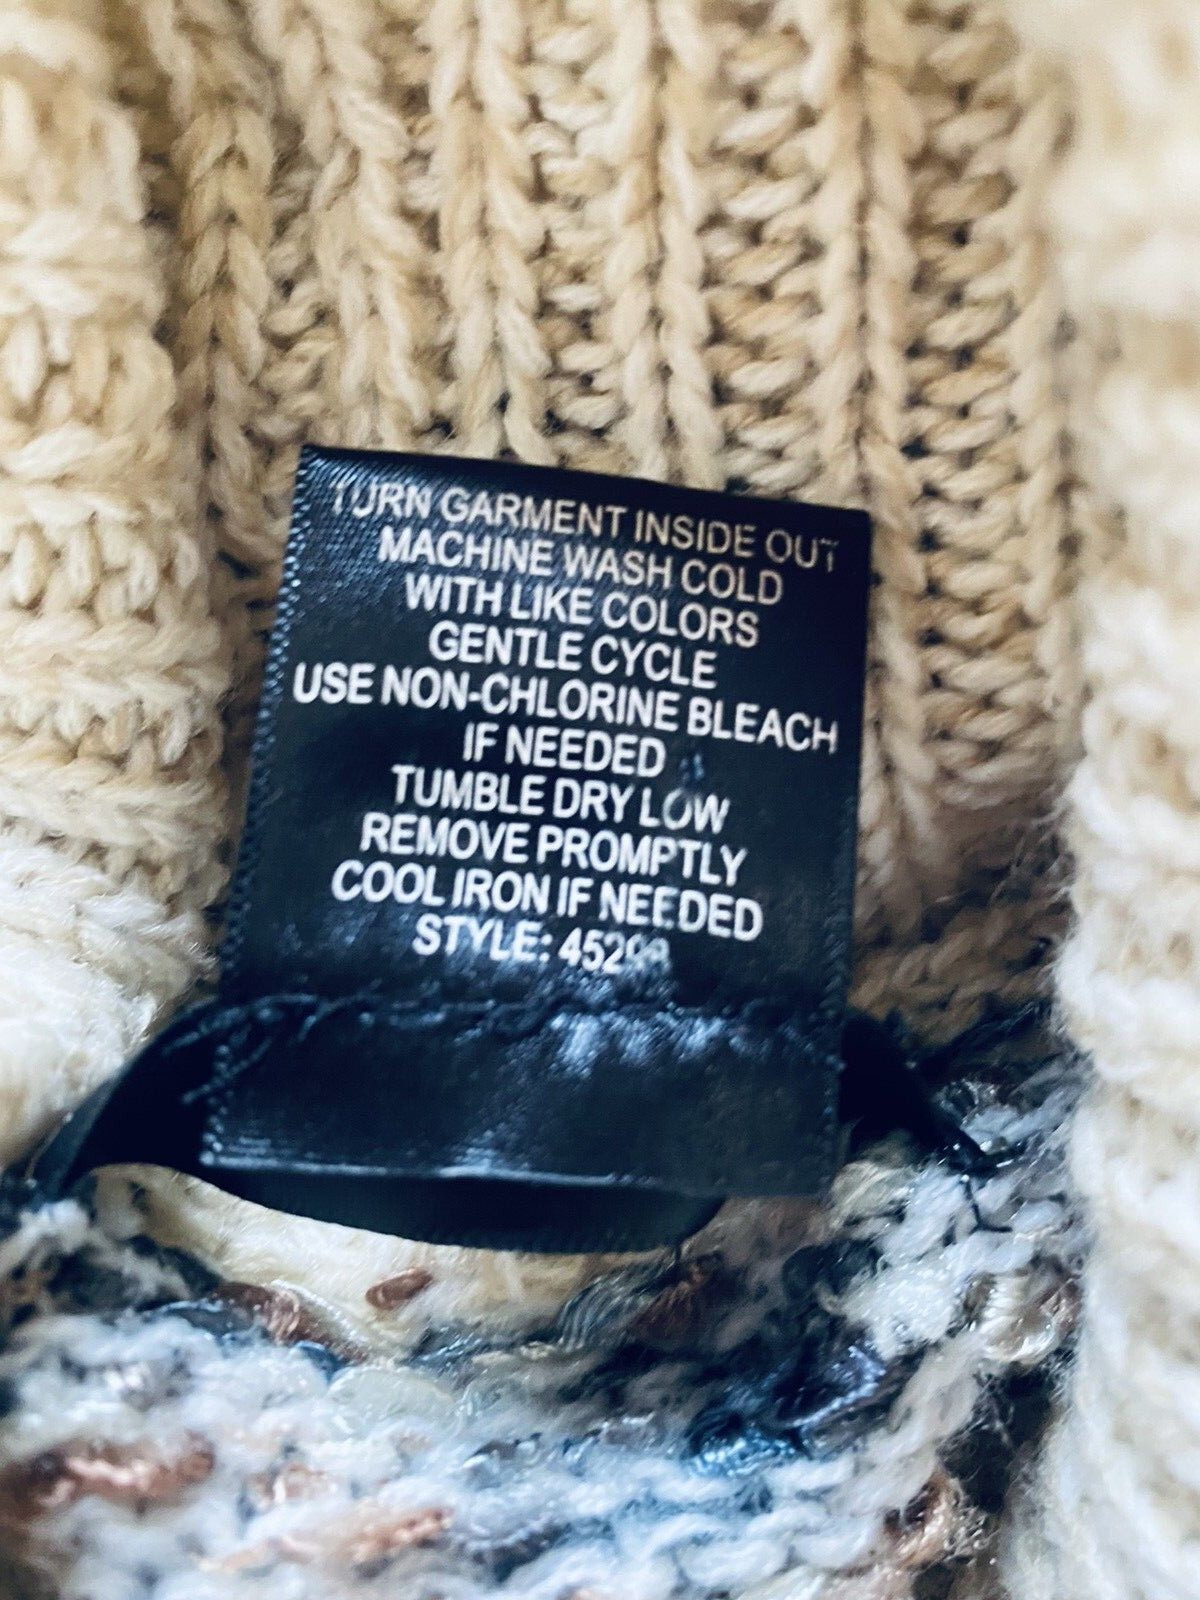 TURN GARMENT INSIDE OUT
MACHINE WASH COLD
WITH LIKE COLORS
GENTLE CYCLE
USE NON-CHLORINE BLEACH
IF NEEDED
TUMBLE DRY LOW
REMOVE PROMPTLY
COOL IRON IF NEEDED
STYLE: